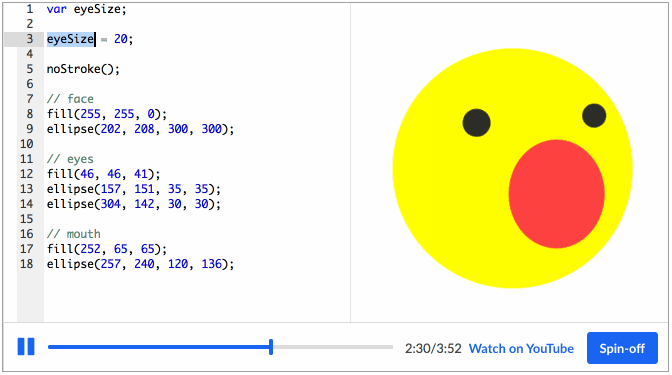 1 var eyeSize;
2
3 eyeSize = 20;
4
5 noStroke();
6
7 // face
8 fill(255, 255, 0);
9 ellipse(202, 208, 300, 300);
10
11 // eyes
12 fill(46, 46, 41);
13 ellipse(157, 151, 35, 35);
14 ellipse(304, 142, 30, 30);
15
16 // mouth
17 fill(252, 65, 65);
18 ellipse(257, 240, 120, 136);
2:30/3:52 Watch on YouTube Spin-off